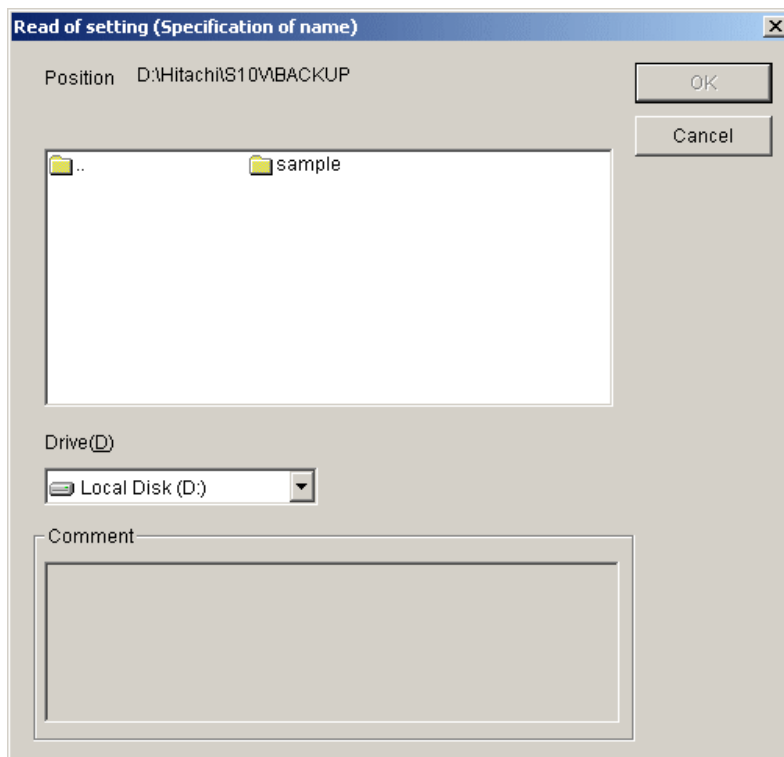 Read of setting (Specification of name)
Position D:\Hitachi\S10V\BACKUP
OK
Cancel
.. sample
Drive(D)
Local Disk (D:)
Comment